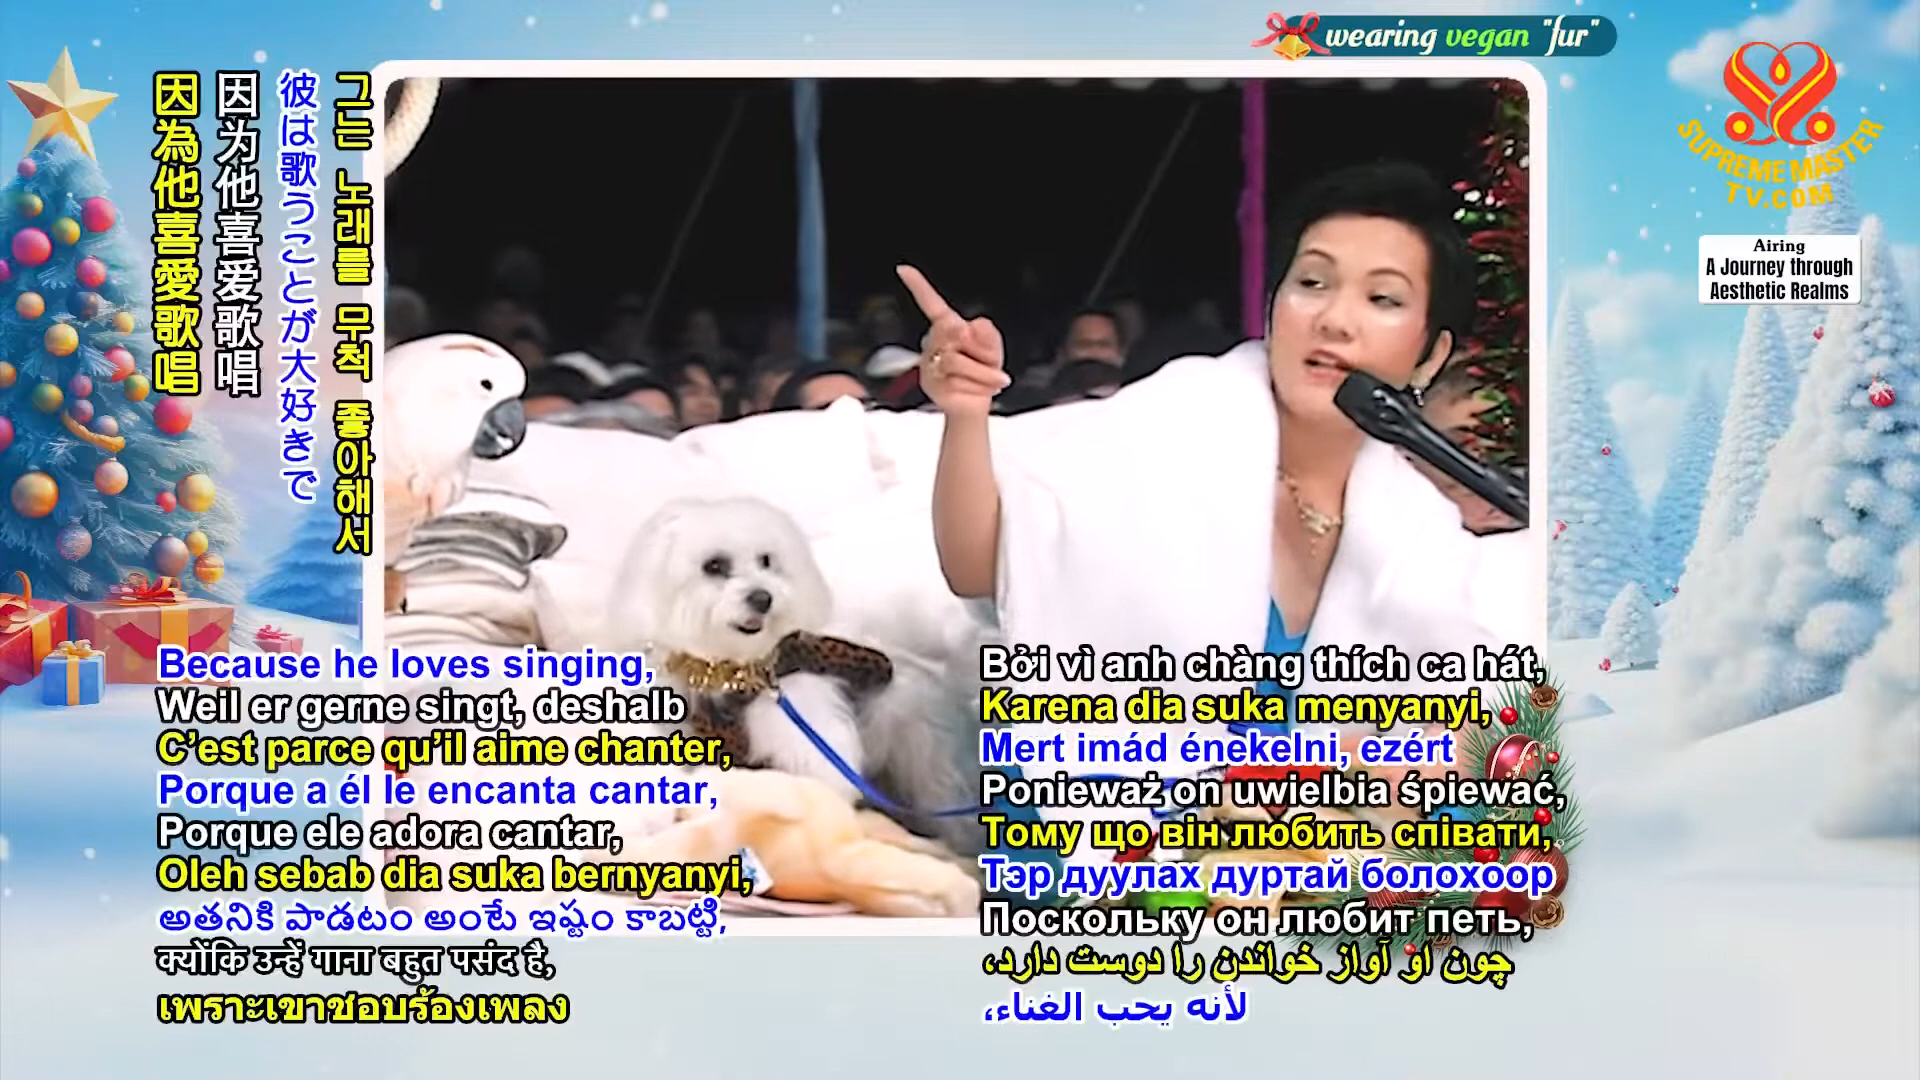 wearing vegan "fur"
SUPREME MASTER
TV.COM
Airing
A Journey through
Aesthetic Realms
그는 노래를 무척 좋아해서
彼は歌うことが大好きで
因为他喜爱歌唱
因為他喜愛歌唱
Because he loves singing,
Weil er gerne singt, deshalb
C'est parce qu'il aime chanter,
Porque a él le encanta cantar,
Porque ele adora cantar,
Oleh sebab dia suka bernyanyi,
అతనికి పాడటం అంటే ఇష్టం కాబట్టి,
क्योंकि उन्हें गाना बहुत पसंद है,
เพราะเขาชอบร้องเพลง
Bởi vì anh chàng thích ca hát,
Karena dia suka menyanyi,
Mert imád énekelni, ezért
Ponieważ on uwielbia śpiewać,
Тому що він любить співати,
Тэр дуулах дуртай болохоор
Поскольку он любит петь,
چون او آواز خواندن را دوست دارد،
لأنه يحب الغناء،